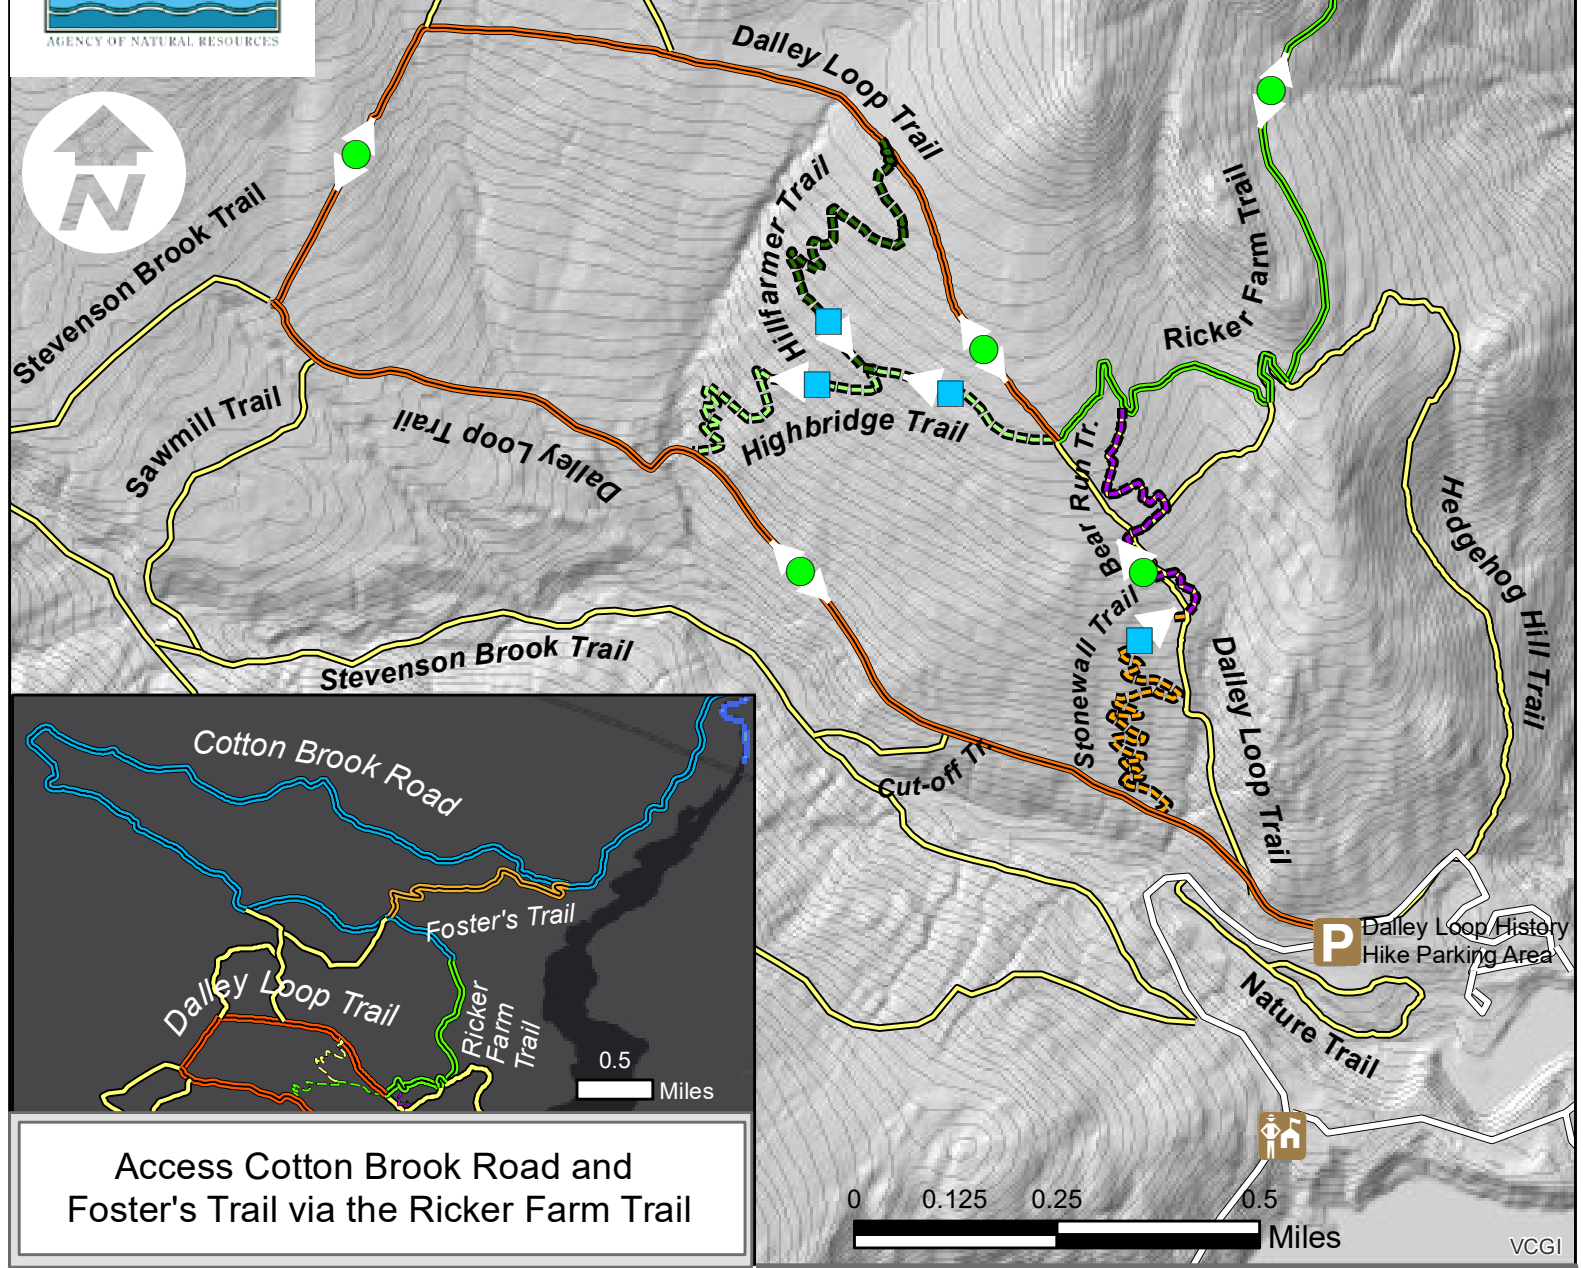 AGENCY OF NATURAL RESOURCES
N
Dalley Loop Trail
Stevenson Brook Trail
Hillfarmer Trail
Ricker Farm Trail
Sawmill Trail
Dalley Loop Trail
Highbridge Trail
Bear Run Tr.
Hedgehog Hill Trail
Stonewall Trail
Stevenson Brook Trail
Dalley Loop Trail
Cut-off Tr.
P
Dalley Loop History
Hike Parking Area
Nature Trail
Cotton Brook Road
Foster's Trail
Dalley Loop Trail
Ricker
Farm
Trail
0.5
Miles
Access Cotton Brook Road and
Foster's Trail via the Ricker Farm Trail
0 0.125 0.25 0.5
Miles
VCGI